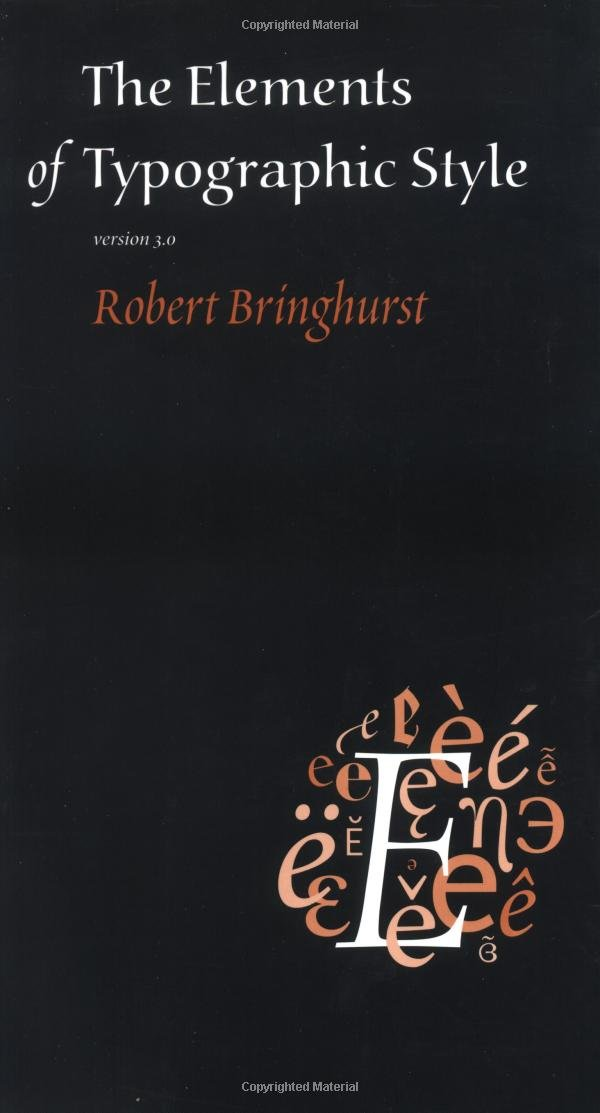 Copyrighted Material
The Elements
of Typographic Style
version 3.0
Robert Bringhurst
Copyrighted Material